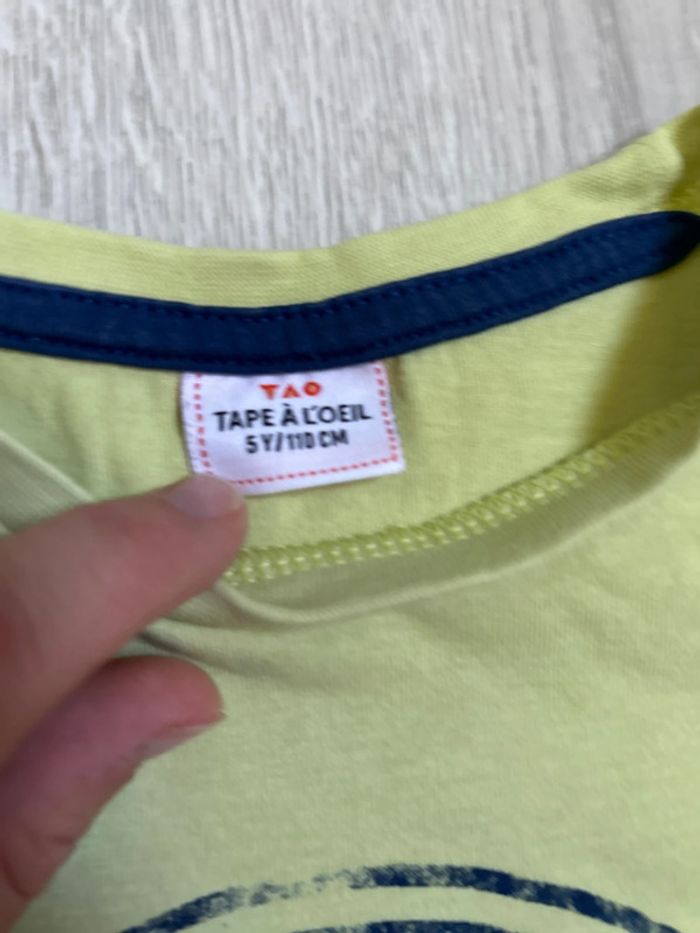 TAO
TAPE À L'OEIL
5Y/110 CM